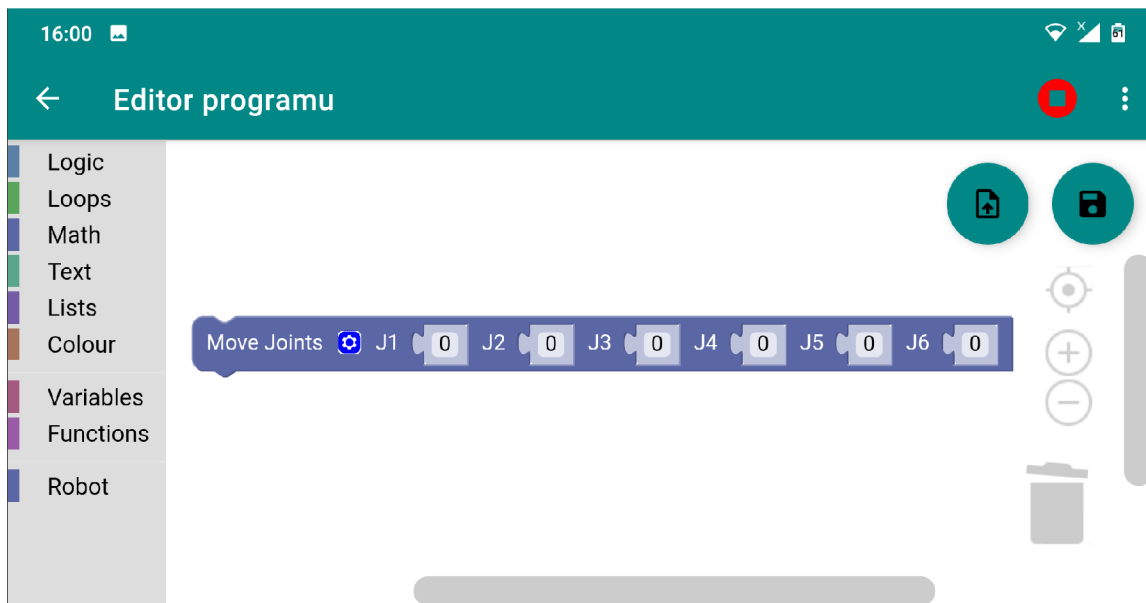 16:00
Editor programu
Logic
Loops
Math
Text
Lists
Colour
Variables
Functions
Robot
Move Joints J1 0 J2 0 J3 0 J4 0 J5 0 J6 0